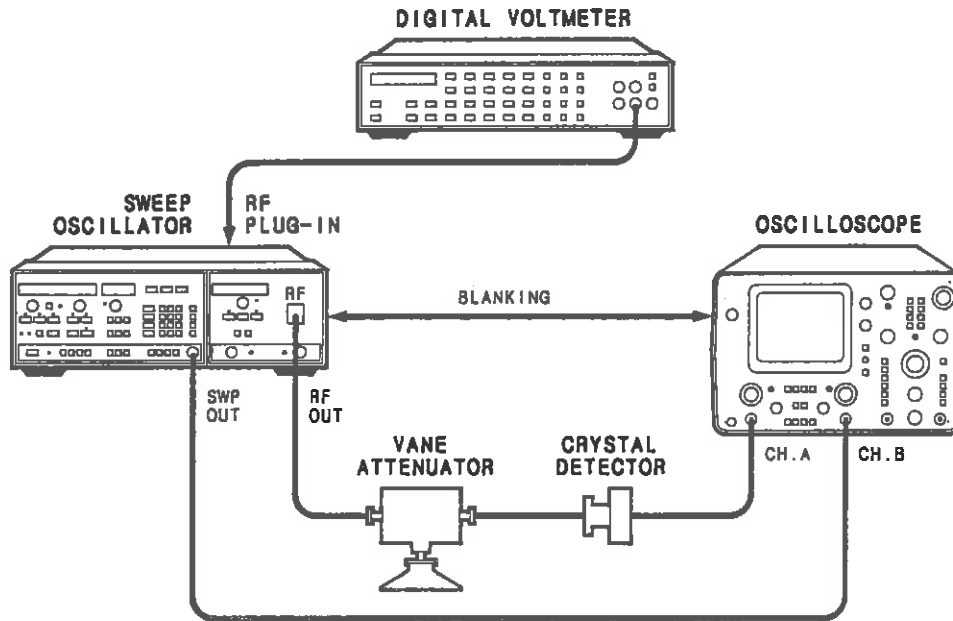 DIGITAL VOLTMETER
SWEEP
OSCILLATOR
RF
PLUG-IN
OSCILLOSCOPE
RF
BLANKING
SWP
OUT
RF
OUT
VANE
ATTENUATOR
CRYSTAL
DETECTOR
CH.A
CH.B